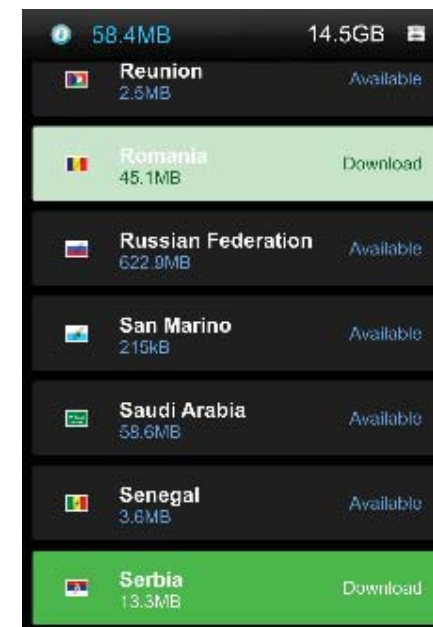 58.4MB 14.5GB
Reunion
2.5MB
Available
Romania
45.1MB
Download
Russian Federation
622.9MB
Available
San Marino
215kB
Available
Saudi Arabia
58.6MB
Available
Senegal
3.6MB
Available
Serbia
13.3MB
Download